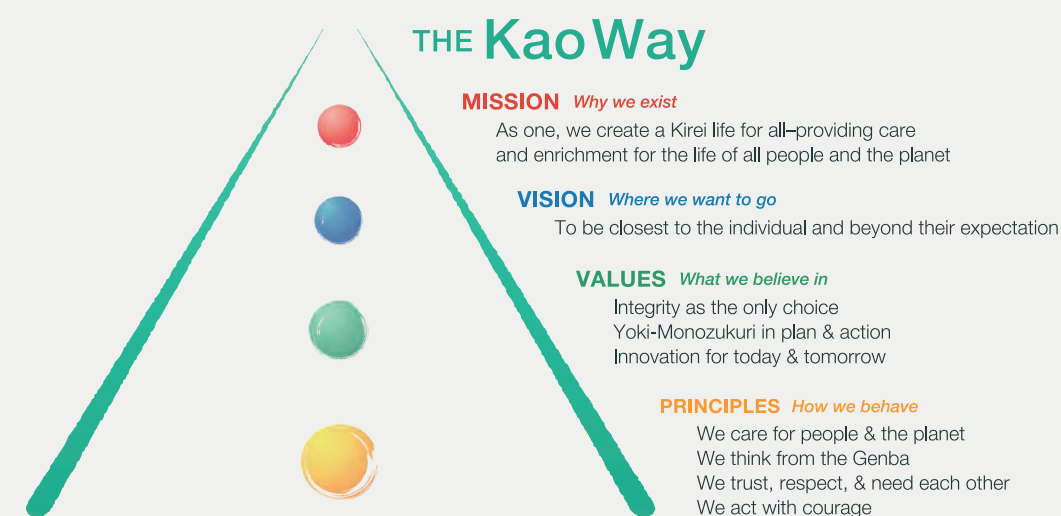 THE Kao Way
MISSION Why we exist
As one, we create a Kirei life for all–providing care
and enrichment for the life of all people and the planet
VISION Where we want to go
To be closest to the individual and beyond their expectation
VALUES What we believe in
Integrity as the only choice
Yoki-Monozukuri in plan & action
Innovation for today & tomorrow
PRINCIPLES How we behave
We care for people & the planet
We think from the Genba
We trust, respect, & need each other
We act with courage